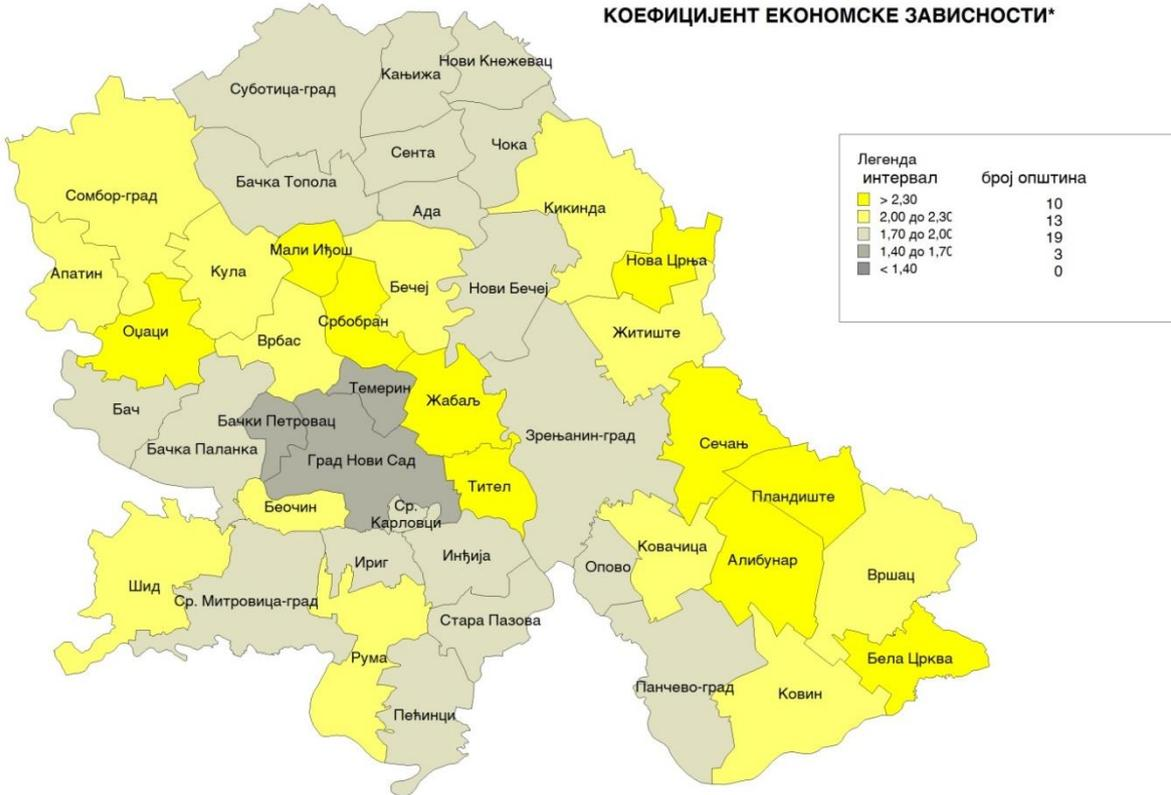 КОЕФИЦИЈЕНТ ЕКОНОМСКЕ ЗАВИСНОСТИ*
Суботица-град
Кањижа
Нови Кнежевац
Сента
Чока
Бачка Топола
Ада
Сомбор-град
Кикинда
Апатин
Кула
Мали Иђош
Бечеј
Нови Бечеј
Нова Црња
Оџаци
Врбас
Србобран
Житиште
Темерин
Жабаљ
Бач
Бачки Петровац
Бачка Паланка
Град Нови Сад
Зрењанин-град
Сечањ
Тител
Пландиште
Беочин
Ср.
Карловци
Ковачица
Алибунар
Вршац
Шид
Ср. Митровица-град
Ириг
Инђија
Опово
Стара Пазова
Рума
Пећинци
Панчево-град
Ковин
Бела Црква
Легенда
интервал број општина
> 2,30 10
2,00 до 2,30 13
1,70 до 2,00 19
1,40 до 1,70 3
< 1,40 0